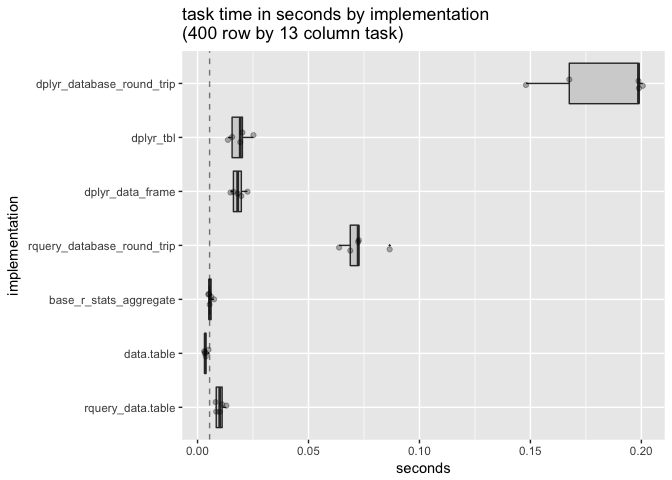 task time in seconds by implementation
(400 row by 13 column task)
implementation
dplyr_database_round_trip
dplyr_tbl
dplyr_data_frame
rquery_database_round_trip
base_r_stats_aggregate
data.table
rquery_data.table
0.00 0.05 0.10 0.15 0.20
seconds